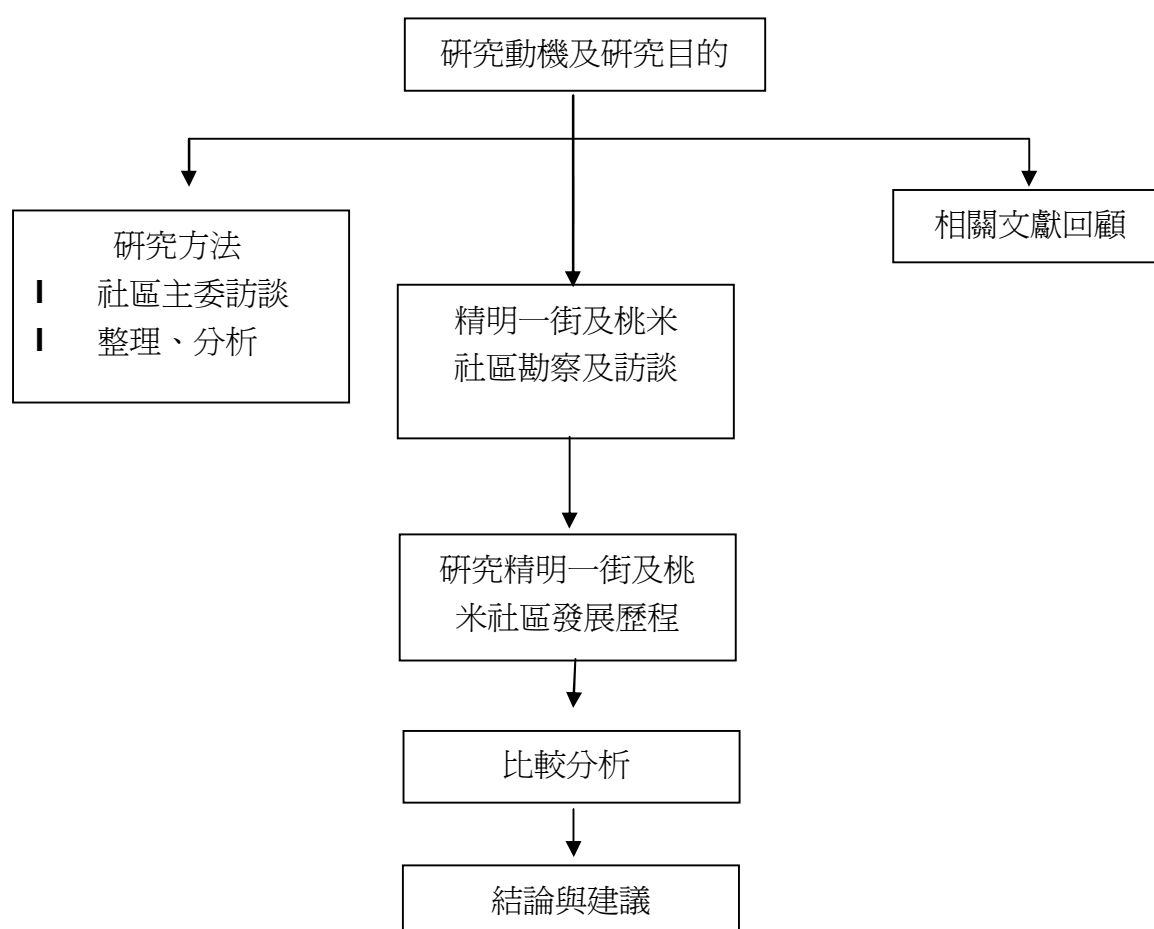 研究動機及研究目的
研究方法
l 社區主委訪談
l 整理、分析
相關文獻回顧
精明一街及桃米
社區勘察及訪談
研究精明一街及桃
米社區發展歷程
比較分析
結論與建議